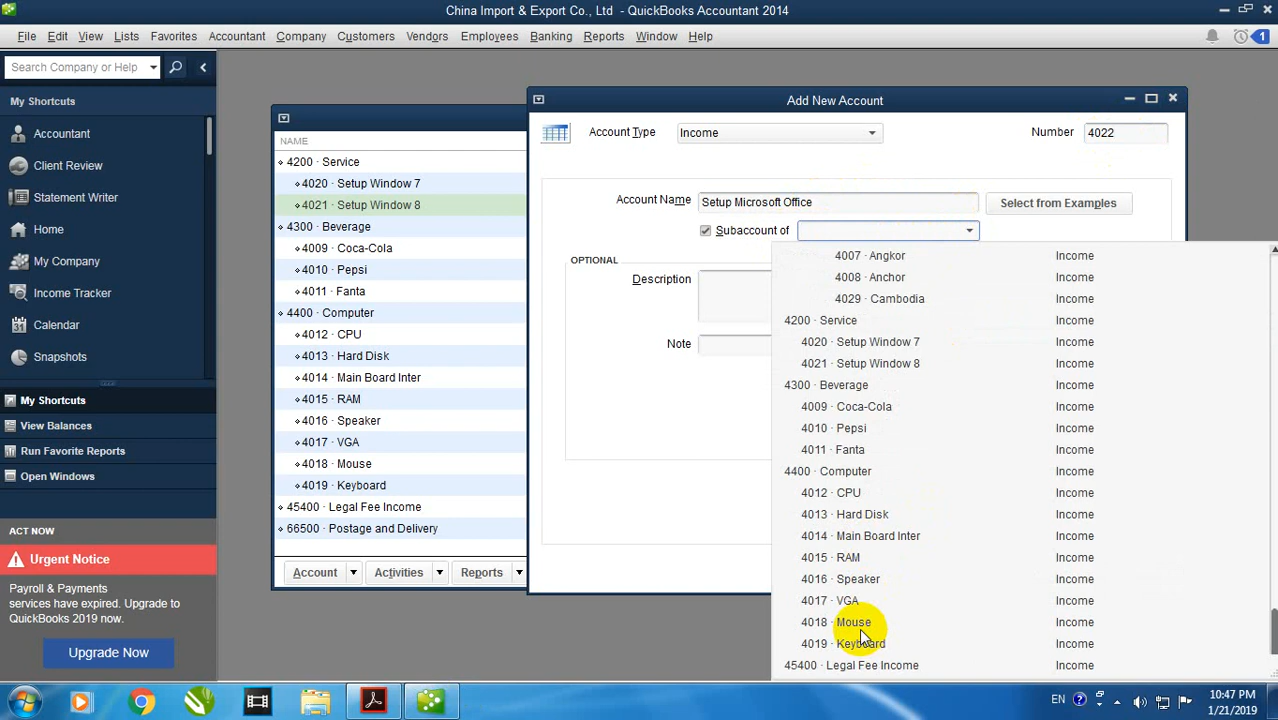 China Import & Export Co., Ltd - QuickBooks Accountant 2014
File Edit View Lists Favorites Accountant Company Customers Vendors Employees Banking Reports Window Help
1
Search Company or Help
My Shortcuts
Accountant
Client Review
Statement Writer
Home
My Company
Income Tracker
Calendar
Snapshots
My Shortcuts
View Balances
Run Favorite Reports
Open Windows
ACT NOW
Urgent Notice
Payroll & Payments
services have expired. Upgrade to
QuickBooks 2019 now.
Upgrade Now
NAME
4200 · Service
4020 · Setup Window 7
4021 · Setup Window 8
4300 · Beverage
4009 · Coca-Cola
4010 · Pepsi
4011 · Fanta
4400 · Computer
4012 · CPU
4013 · Hard Disk
4014 · Main Board Inter
4015 · RAM
4016 · Speaker
4017 · VGA
4018 · Mouse
4019 · Keyboard
45400 · Legal Fee Income
66500 · Postage and Delivery
Account Activities Reports
Add New Account
Account Type Income Number 4022
Account Name Setup Microsoft Office Select from Examples
Subaccount of
OPTIONAL
Description
Note
4007 · Angkor Income
4008 · Anchor Income
4029 · Cambodia Income
4200 · Service Income
4020 · Setup Window 7 Income
4021 · Setup Window 8 Income
4300 · Beverage Income
4009 · Coca-Cola Income
4010 · Pepsi Income
4011 · Fanta Income
4400 · Computer Income
4012 · CPU Income
4013 · Hard Disk Income
4014 · Main Board Inter Income
4015 · RAM Income
4016 · Speaker Income
4017 · VGA Income
4018 · Mouse Income
4019 · Keyboard Income
45400 · Legal Fee Income Income
EN
10:47 PM
1/21/2019